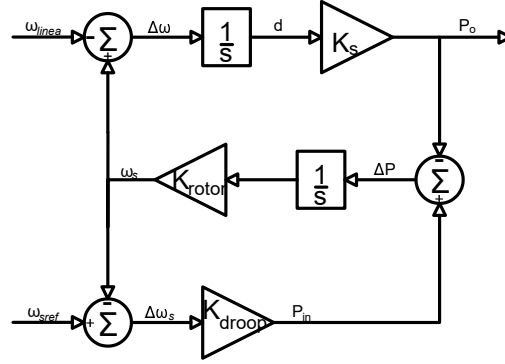 ω_linea
Δω
1/s
d
K_s
P_o
Σ
- +
ω_s
K_rotor
1/s
ΔP
Σ
- +
ω_sref
Σ
- +
Δω_s
K_droop
P_in